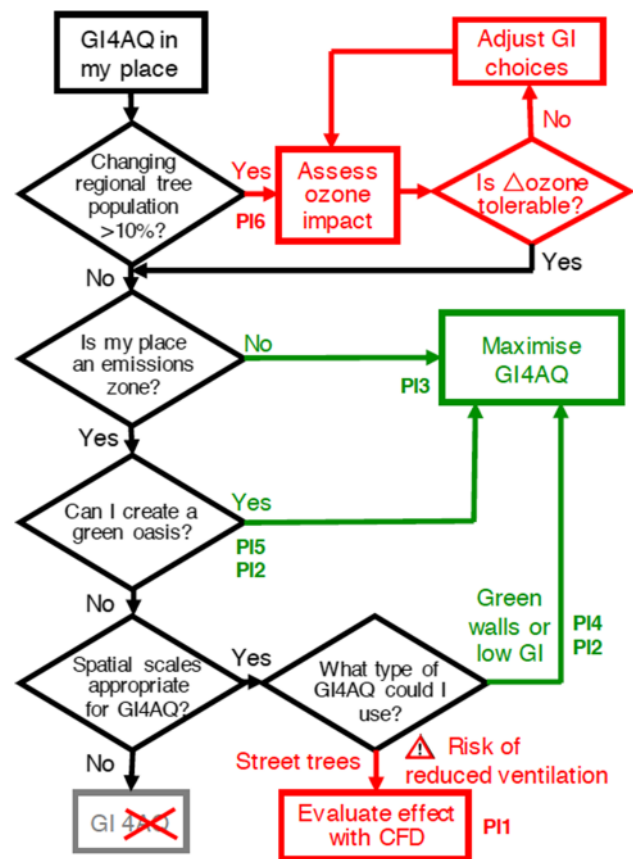 GI4AQ in
my place
Adjust GI
choices
No
Changing
regional tree
population
>10%?
Yes
PI6
Assess
ozone
impact
Is △ozone
tolerable?
Yes
No
Is my place
an emissions
zone?
No
PI3
Maximise
GI4AQ
Yes
Can I create a
green oasis?
Yes
PI5
PI2
No
Green
walls or
low GI
PI4
PI2
Spatial scales
appropriate
for GI4AQ?
Yes
What type of
GI4AQ could I
use?
No
Street trees
Risk of
reduced ventilation
GI 4AQ
Evaluate effect
with CFD
PI1